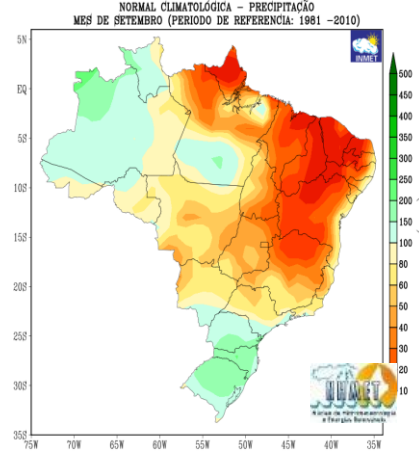 NORMAL CLIMATOLÓGICA - PRECIPITAÇÃO
MES DE SETEMBRO (PERIODO DE REFERENCIA: 1981 -2010)
INMET
5N
EQ
5S
10S
15S
20S
25S
30S
35S
75W 70W 65W 60W 55W 50W 45W 40W 35W
500
450
400
350
300
250
200
150
100
80
70
60
50
40
30
20
10